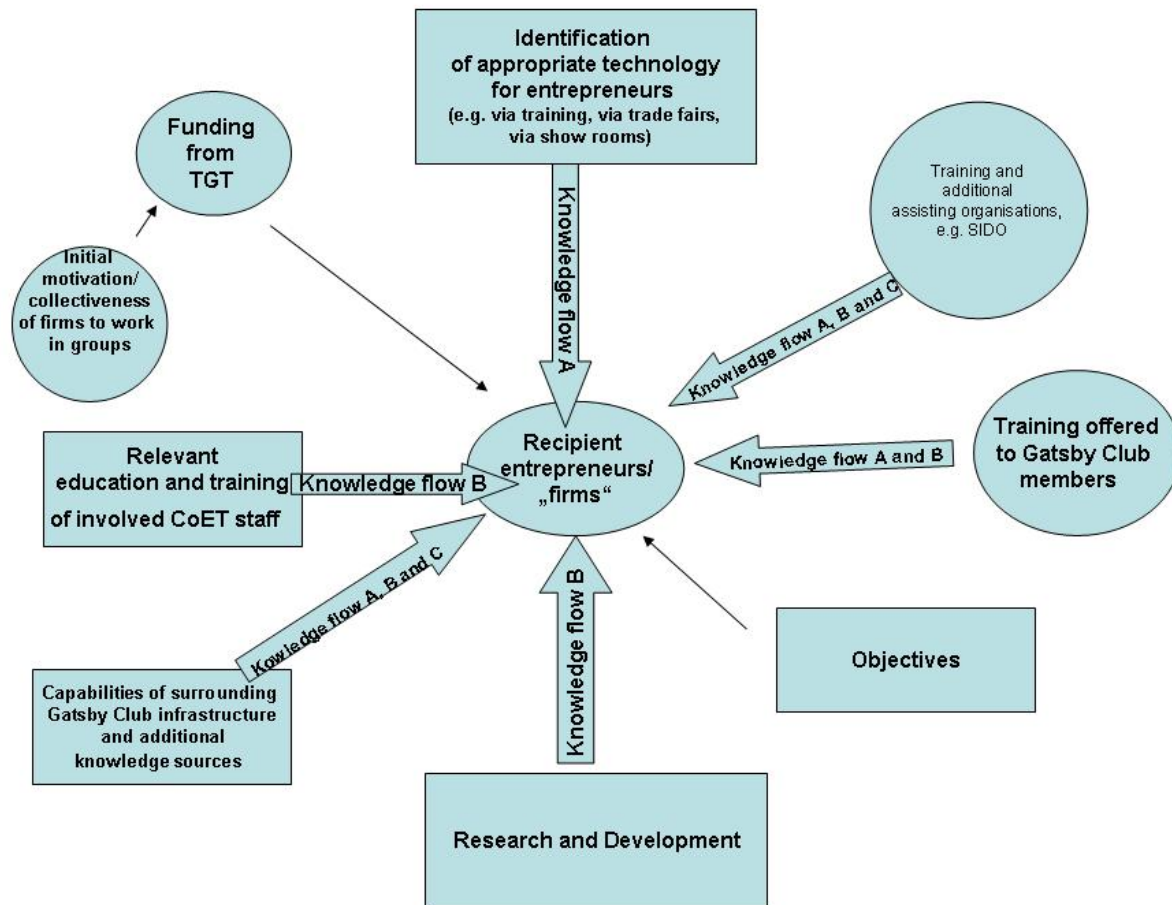 Identification
of appropriate technology
for entrepreneurs
(e.g. via training, via trade fairs,
via show rooms)
Funding
from
TGT
Knowledge flow A
Training and
additional
assisting organisations,
e.g. SIDO
Initial
motivation/
collectiveness
of firms to work
in groups
Knowledge flow A, B and C
Recipient
entrepreneurs/
„firms“
Knowledge flow A and B
Training offered
to Gatsby Club
members
Relevant
education and training
of involved CoET staff
Knowledge flow B
Kowledge flow A, B and C
Knowledge flow B
Objectives
Capabilities of surrounding
Gatsby Club infrastructure
and additional
knowledge sources
Research and Development